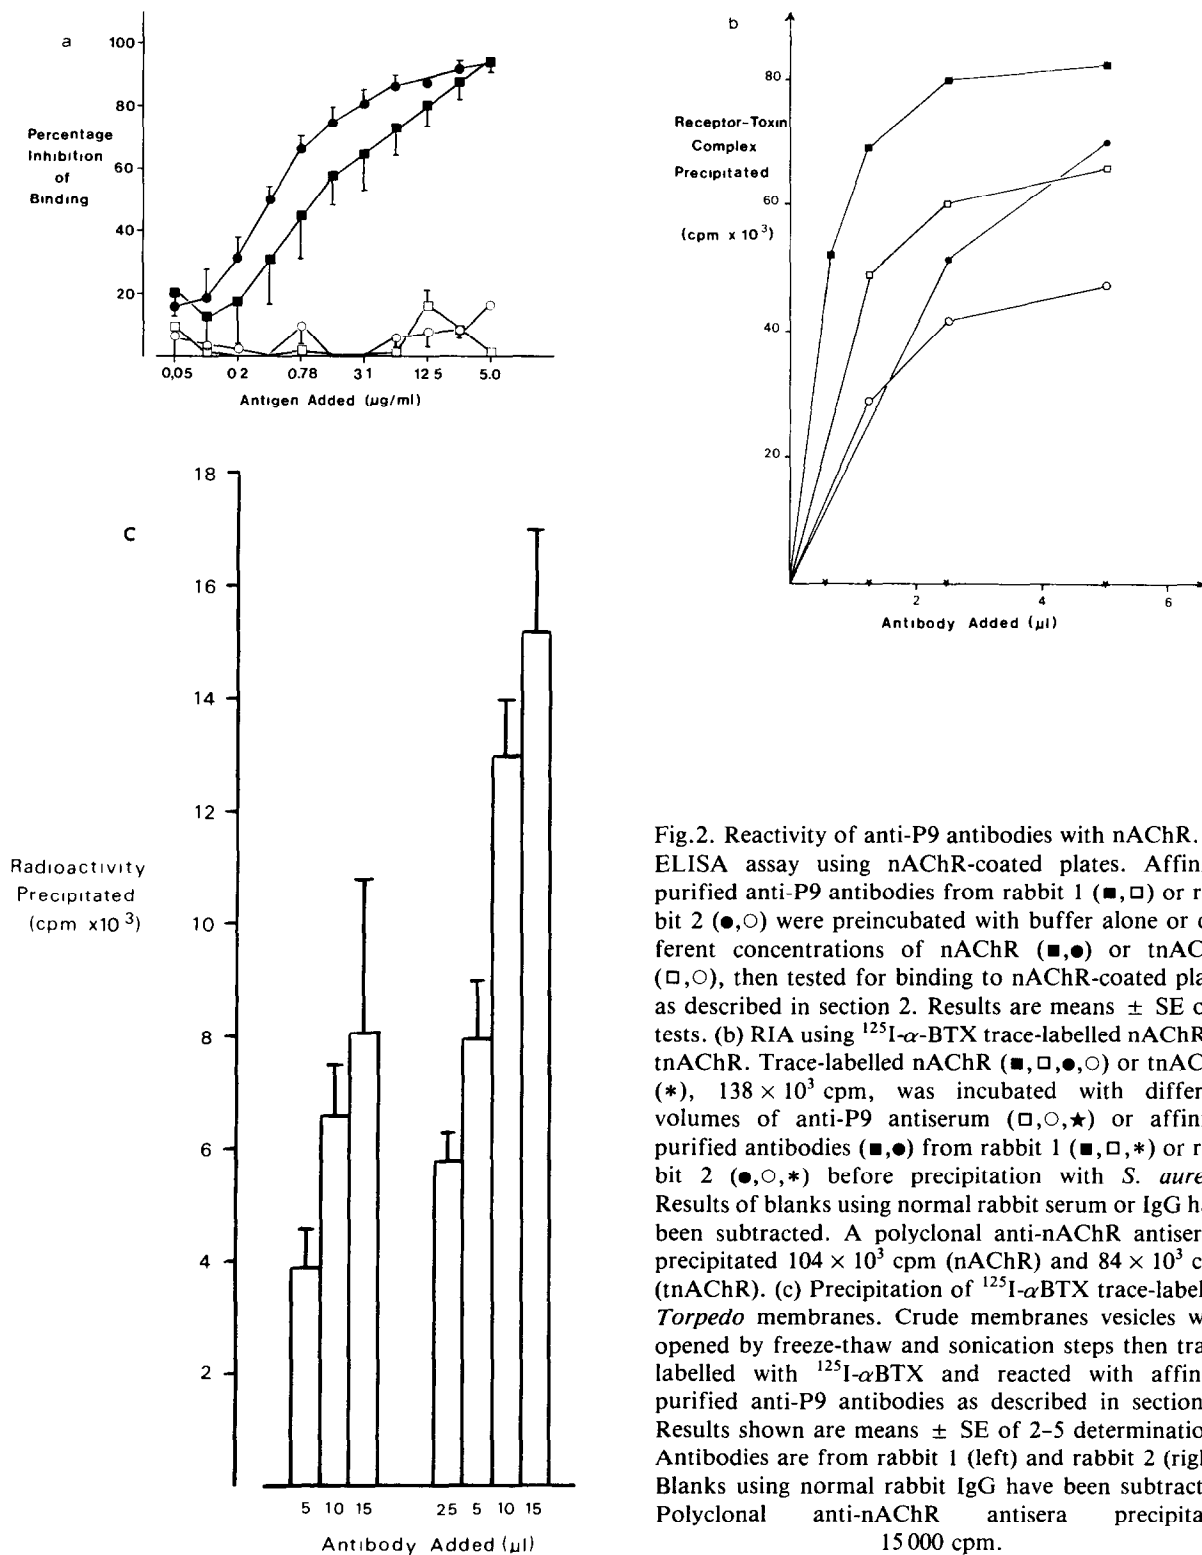 a
100
80
60
40
20
Percentage
Inhibition
of
Binding
0,05 0 2 0.78 3 1 12 5 5.0
Antigen Added (μg/ml)
b
80
60
40
20
Receptor-Toxin
Complex
Precipitated
(cpm x 10³)
2 4 6
Antibody Added (μl)
C
18
16
14
12
10
8
6
4
2
Radioactivity
Precipitated
(cpm x10³)
5 10 15 25 5 10 15
Antibody Added (μl)
Fig.2. Reactivity of anti-P9 antibodies with nAChR.
ELISA assay using nAChR-coated plates. Affin
purified anti-P9 antibodies from rabbit 1 (■,□) or r
bit 2 (●,○) were preincubated with buffer alone or d
ferent concentrations of nAChR (■,●) or tnAC
(□,○), then tested for binding to nAChR-coated pla
as described in section 2. Results are means ± SE o
tests. (b) RIA using ¹²⁵I-α-BTX trace-labelled nAChR
tnAChR. Trace-labelled nAChR (■,□,●,○) or tnAC
(*), 138 × 10³ cpm, was incubated with differ
volumes of anti-P9 antiserum (□,○,★) or affin
purified antibodies (■,●) from rabbit 1 (■,□,*) or r
bit 2 (●,○,*) before precipitation with S. aure
Results of blanks using normal rabbit serum or IgG h
been subtracted. A polyclonal anti-nAChR antiser
precipitated 104 × 10³ cpm (nAChR) and 84 × 10³ c
(tnAChR). (c) Precipitation of ¹²⁵I-αBTX trace-label
Torpedo membranes. Crude membranes vesicles w
opened by freeze-thaw and sonication steps then tra
labelled with ¹²⁵I-αBTX and reacted with affin
purified anti-P9 antibodies as described in section
Results shown are means ± SE of 2–5 determinatio
Antibodies are from rabbit 1 (left) and rabbit 2 (righ
Blanks using normal rabbit IgG have been subtract
Polyclonal anti-nAChR antisera precipita
15 000 cpm.